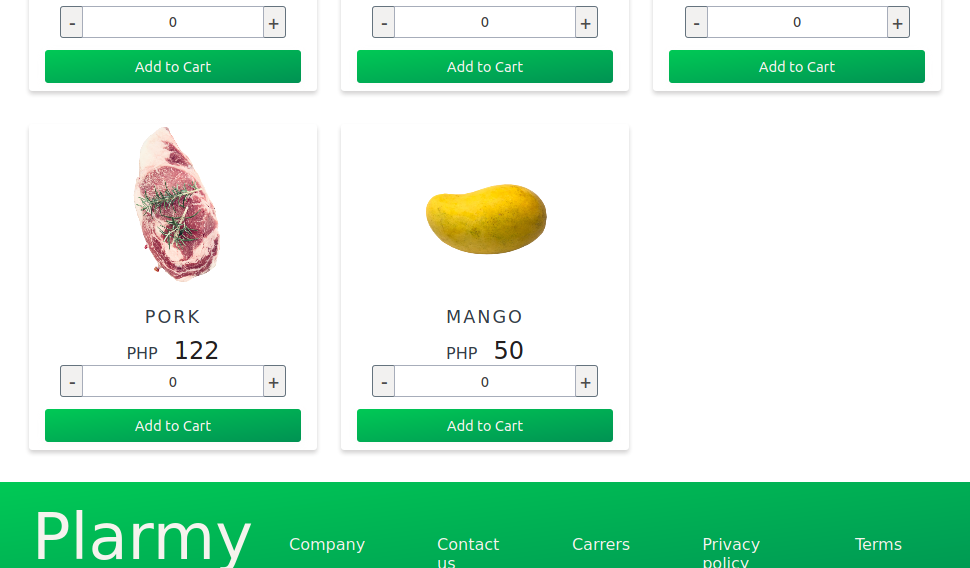 - 0 + - 0 + - 0 +
Add to Cart Add to Cart Add to Cart
PORK MANGO
PHP 122 PHP 50
- 0 + - 0 +
Add to Cart Add to Cart
Plarmy Company Contact us Carrers Privacy policy Terms